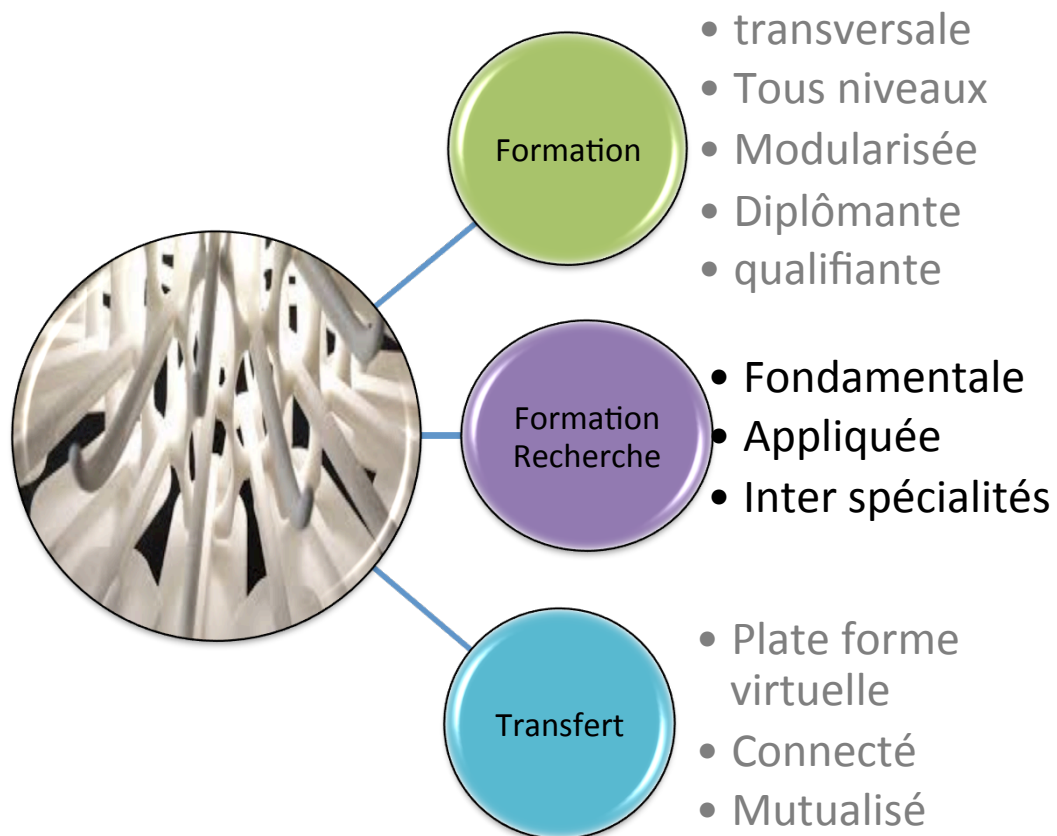 Formation
• transversale
• Tous niveaux
• Modularisée
• Diplômante
• qualifiante
Formation
Recherche
• Fondamentale
• Appliquée
• Inter spécialités
Transfert
• Plate forme
virtuelle
• Connecté
• Mutualisé